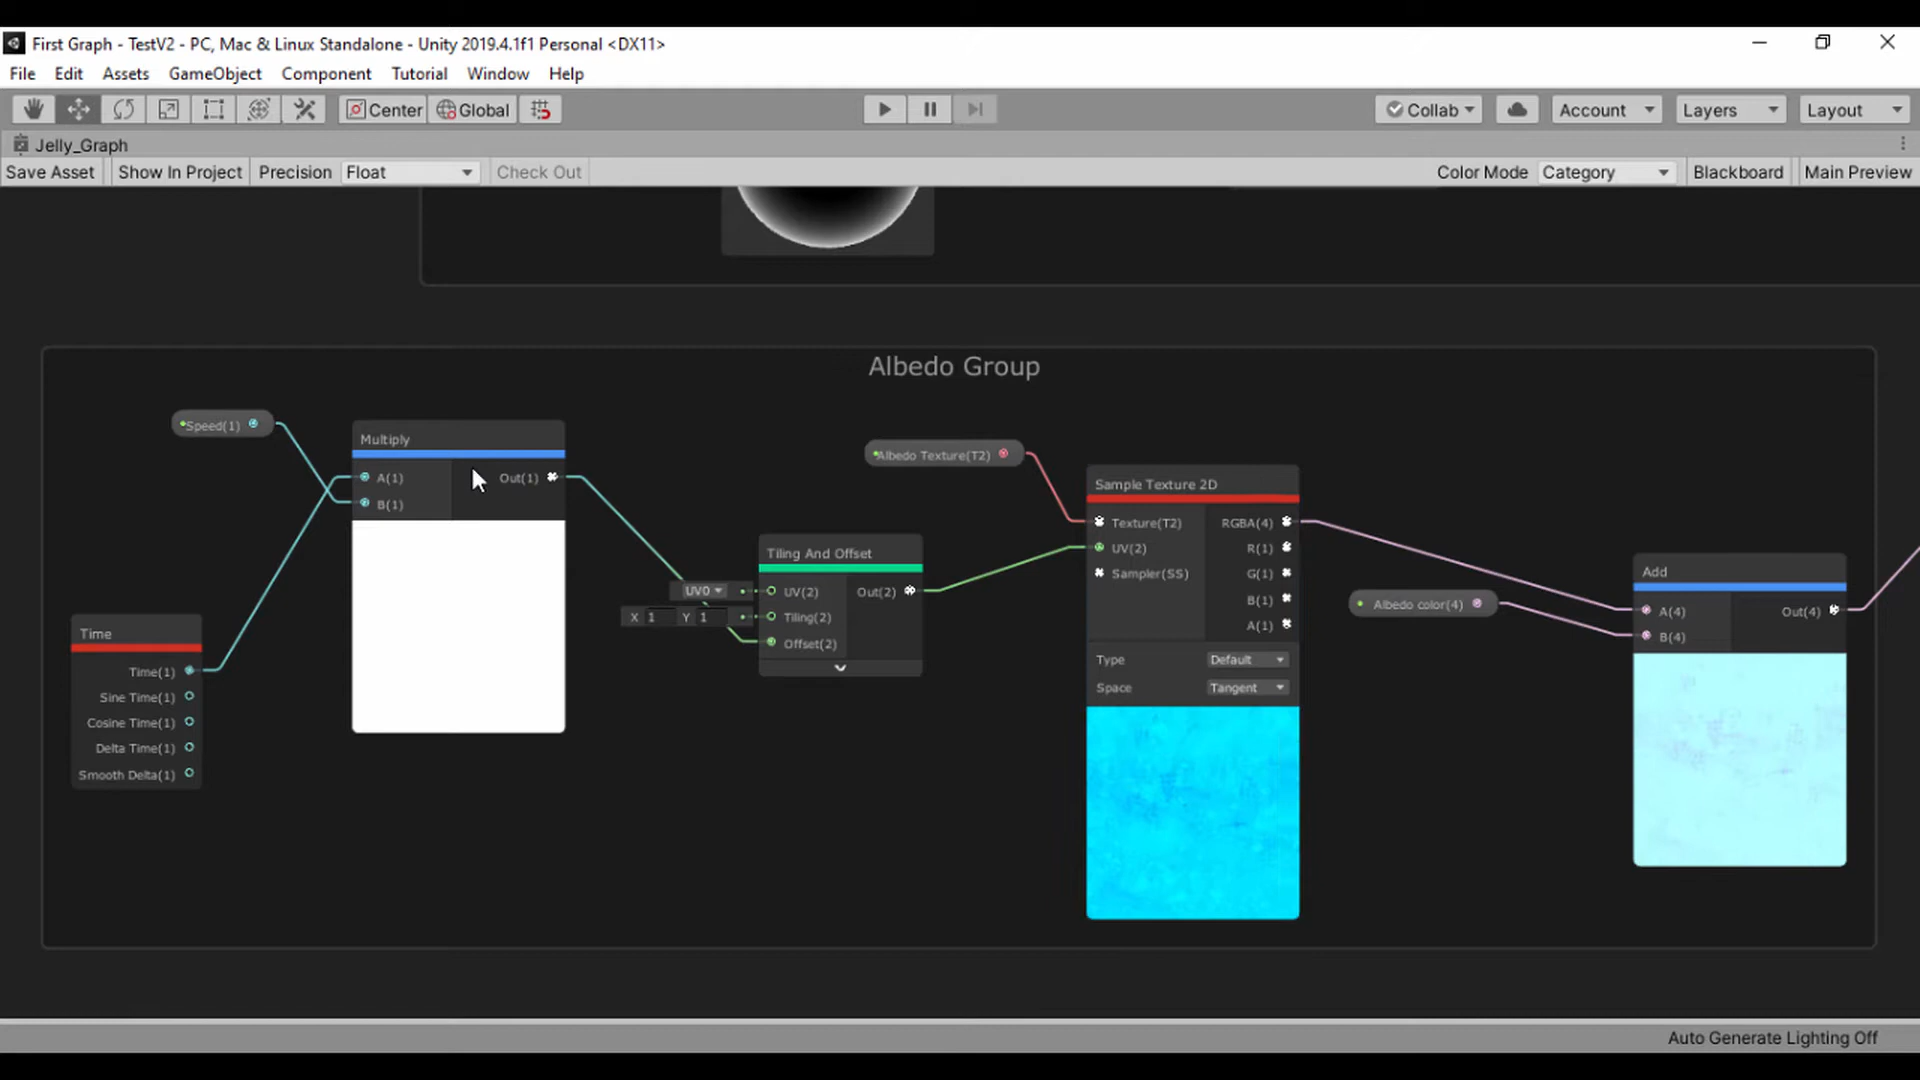 First Graph - TestV2 - PC, Mac & Linux Standalone - Unity 2019.4.1f1 Personal <DX11>
File Edit Assets GameObject Component Tutorial Window Help
Center Global Collab Account Layers Layout
Jelly_Graph
Save Asset Show In Project Precision Float Check Out Color Mode Category Blackboard Main Preview
Albedo Group
Speed(1)
Multiply
A(1) Out(1)
B(1)
Time
Time(1)
Sine Time(1)
Cosine Time(1)
Delta Time(1)
Smooth Delta(1)
UV0
X 1 Y 1
Tiling And Offset
UV(2) Out(2)
Tiling(2)
Offset(2)
Albedo Texture(T2)
Sample Texture 2D
Texture(T2) RGBA(4)
UV(2) R(1)
Sampler(SS) G(1)
B(1)
A(1)
Type Default
Space Tangent
Albedo color(4)
Add
A(4) Out(4)
B(4)
Auto Generate Lighting Off